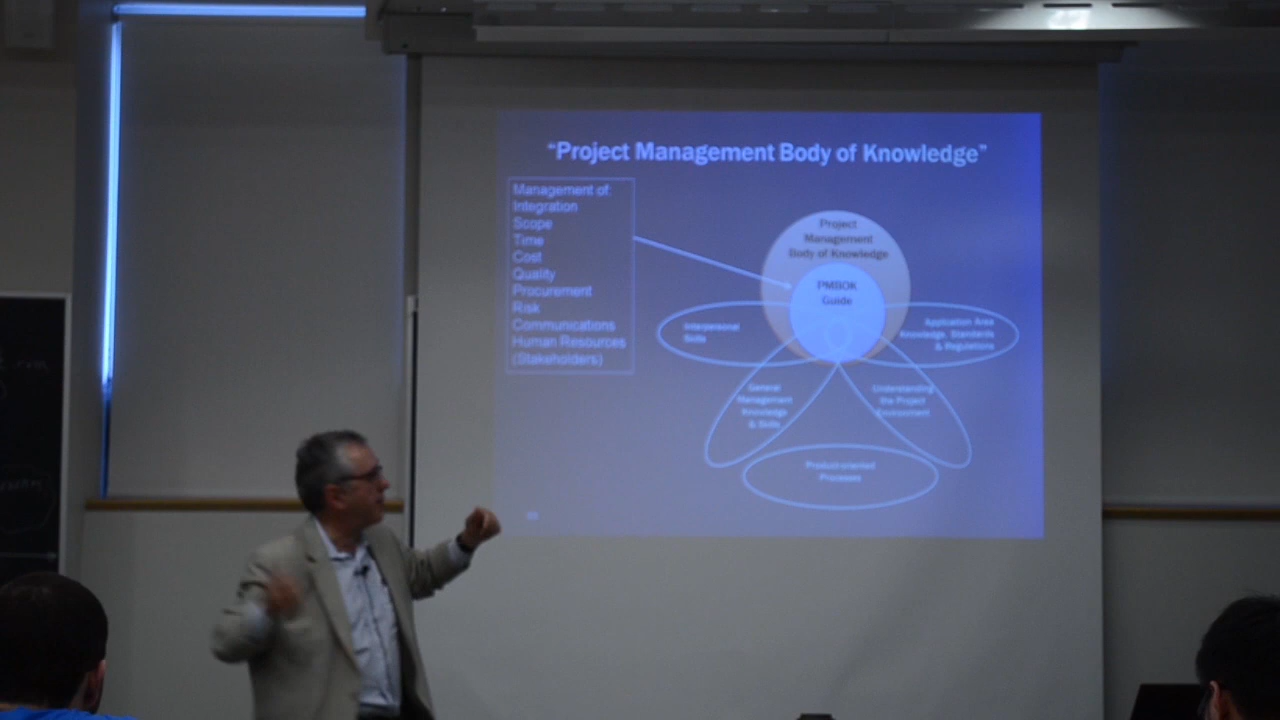 “Project Management Body of Knowledge”
Management of:
Integration
Scope
Time
Cost
Quality
Procurement
Risk
Communications
Human Resources
(Stakeholders)
Project
Management
Body of Knowledge
PMBOK
Guide
Interpersonal
Skills
Application Area
Knowledge, Standards
& Regulations
General
Management
Knowledge
& Skills
Understanding
the Project
Environment
Product-oriented
Processes